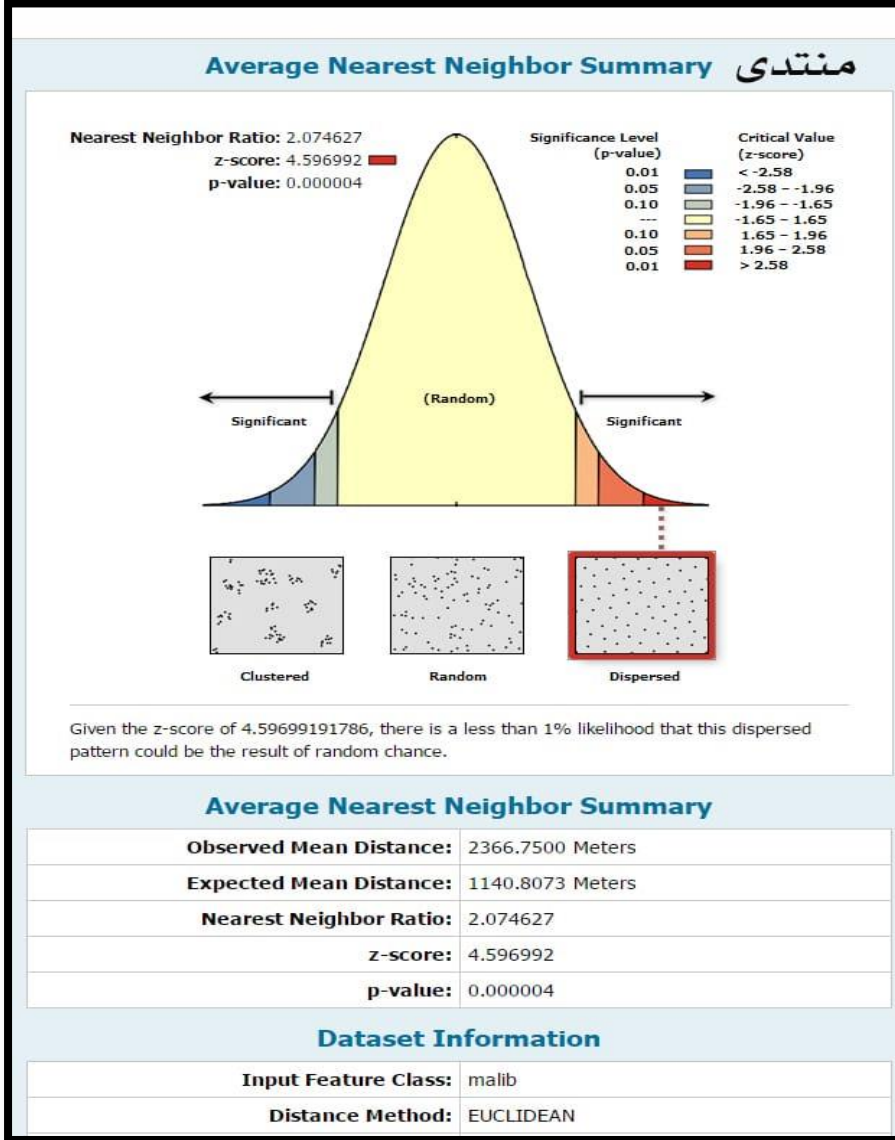 Average Nearest Neighbor Summary منتدى
Nearest Neighbor Ratio: 2.074627
z-score: 4.596992
p-value: 0.000004
Significance Level
(p-value)
Critical Value
(z-score)
0.01 < -2.58
0.05 -2.58 – -1.96
0.10 -1.96 – -1.65
--- -1.65 – 1.65
0.10 1.65 – 1.96
0.05 1.96 – 2.58
0.01 > 2.58
(Random)
Significant
Significant
Clustered
Random
Dispersed
Given the z-score of 4.59699191786, there is a less than 1% likelihood that this dispersed
pattern could be the result of random chance.
Average Nearest Neighbor Summary
Observed Mean Distance: 2366.7500 Meters
Expected Mean Distance: 1140.8073 Meters
Nearest Neighbor Ratio: 2.074627
z-score: 4.596992
p-value: 0.000004
Dataset Information
Input Feature Class: malib
Distance Method: EUCLIDEAN